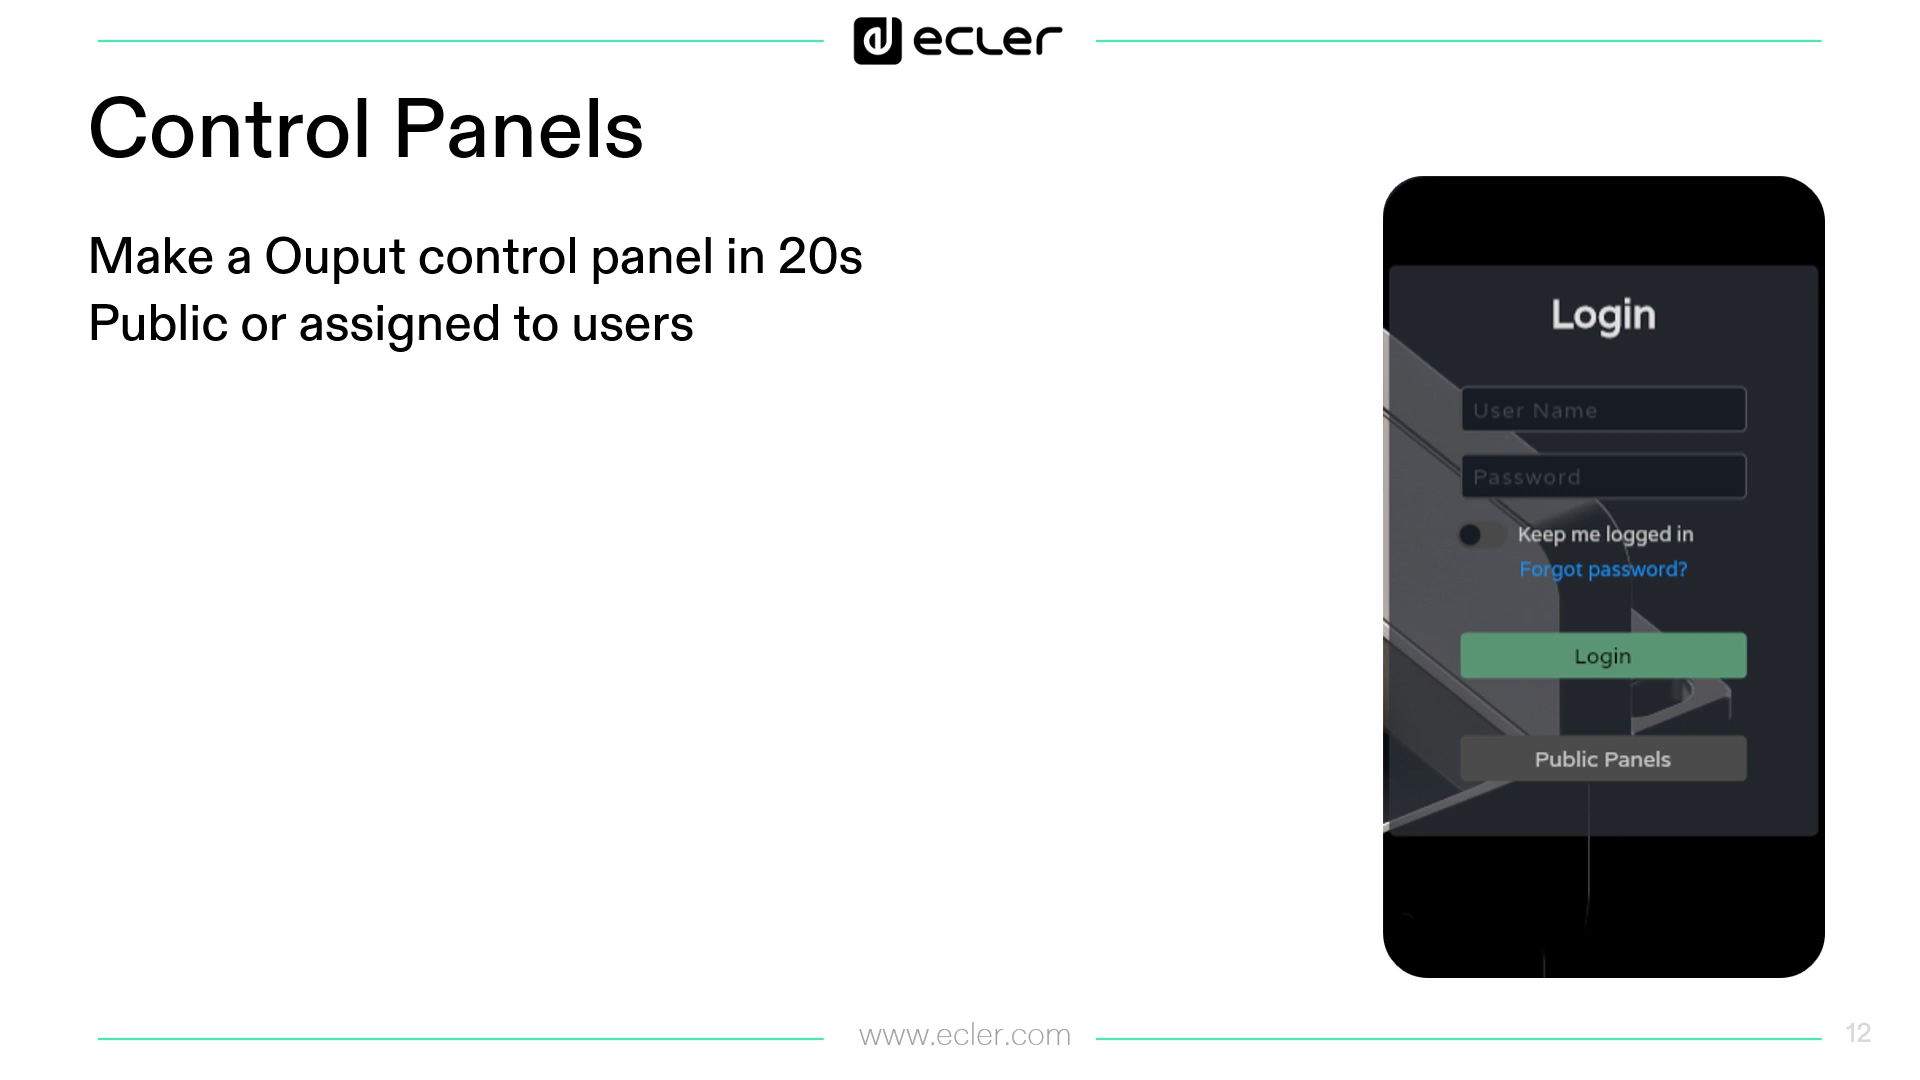 ecler
Control Panels
Make a Ouput control panel in 20s
Public or assigned to users
Login
User Name
Password
Keep me logged in
Forgot password?
Login
Public Panels
www.ecler.com
12